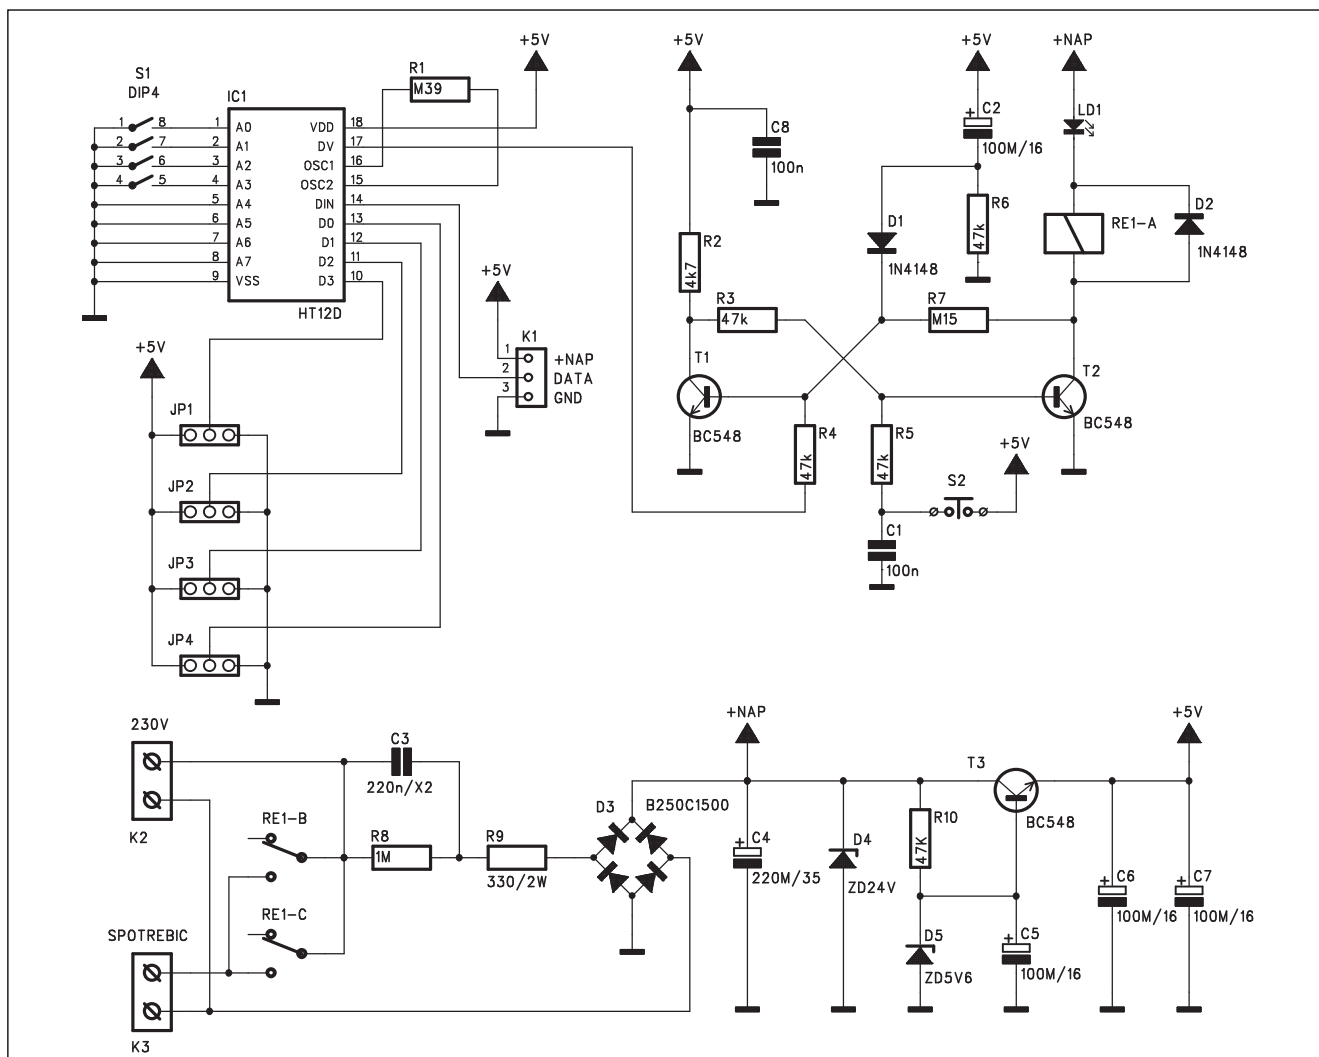 +5V
+5V
+5V
+NAP
S1
DIP4
R1
M39
IC1
1 8 1 A0 VDD 18
2 7 2 A1 DV 17
3 6 3 A2 OSC1 16
4 5 4 A3 OSC2 15
5 A4 DIN 14
6 A5 D0 13
7 A6 D1 12
8 A7 D2 11
9 VSS D3 10
HT12D
C8
100n
C2
+
100M/16
LD1
D1
1N4148
R6
47k
RE1-A
D2
1N4148
R2
4k7
R3
47k
R7
M15
+5V
K1
1 +NAP
2 DATA
3 GND
T1
BC548
T2
BC548
R4
47k
R5
47k
S2
+5V
C1
100n
+5V
JP1
JP2
JP3
JP4
230V
K2
C3
220n/X2
RE1-B
R8
1M
R9
330/2W
D3
B250C1500
RE1-C
SPOTREBIC
K3
+NAP
+5V
T3
BC548
R10
47K
+
C4
220M/35
D4
ZD24V
D5
ZD5V6
+
C5
100M/16
+
C6
100M/16
+
C7
100M/16